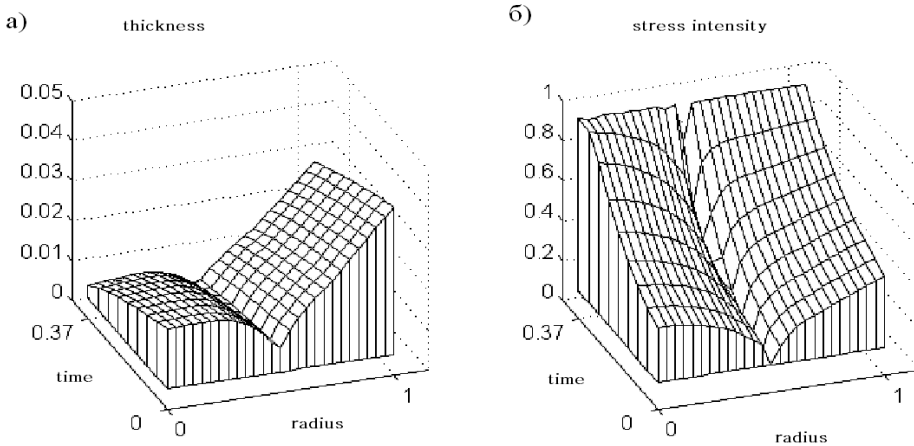 а)
thickness
0.05
0.04
0.03
0.02
0.01
0
0.37
time
0
0
radius
1
б)
stress intensity
1
0.8
0.6
0.4
0.2
0
0.37
time
0
0
radius
1